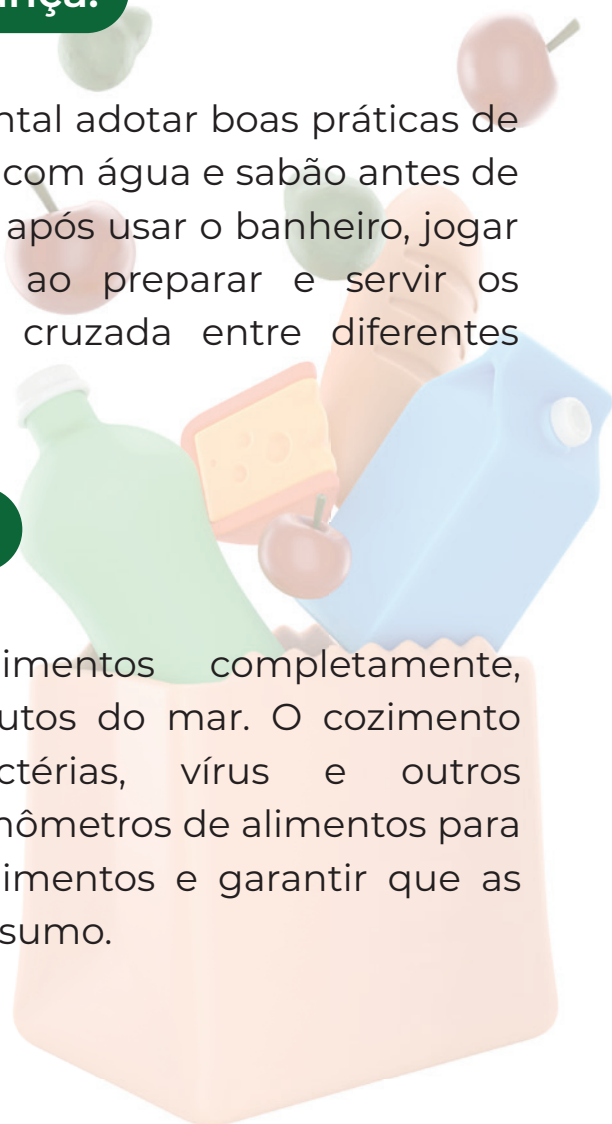 ança.
ntal adotar boas práticas de
com água e sabão antes de
após usar o banheiro, jogar
ao preparar e servir os
cruzada entre diferentes
imentos completamente,
utos do mar. O cozimento
ctérias, vírus e outros
nômetros de alimentos para
imentos e garantir que as
sumo.